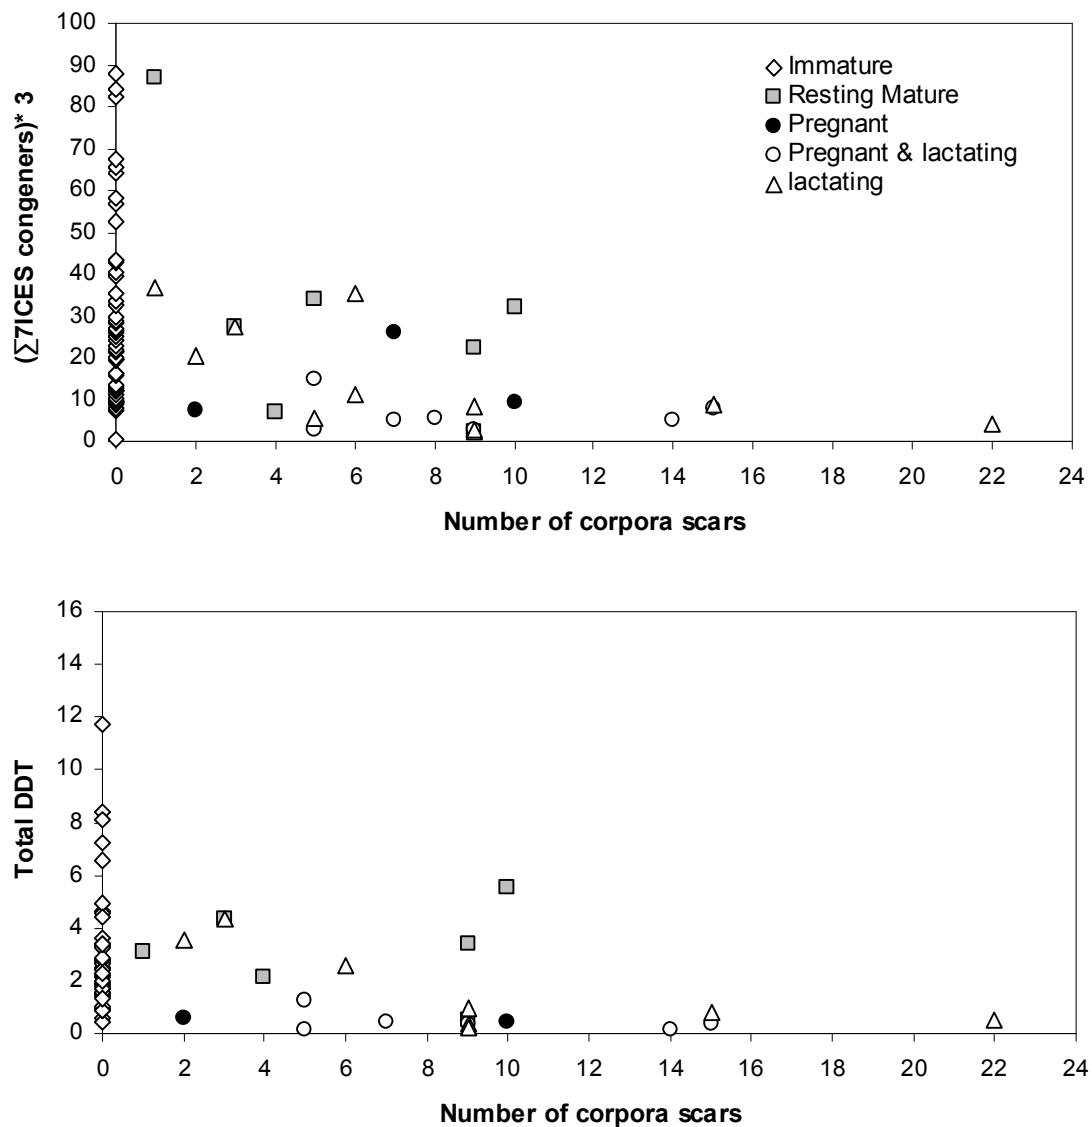 100
90
80
70
60
50
40
30
20
10
0
(∑7ICES congeners)* 3
Immature
Resting Mature
Pregnant
Pregnant & lactating
lactating
0 2 4 6 8 10 12 14 16 18 20 22 24
Number of corpora scars
16
14
12
10
8
6
4
2
0
Total DDT
0 2 4 6 8 10 12 14 16 18 20 22 24
Number of corpora scars